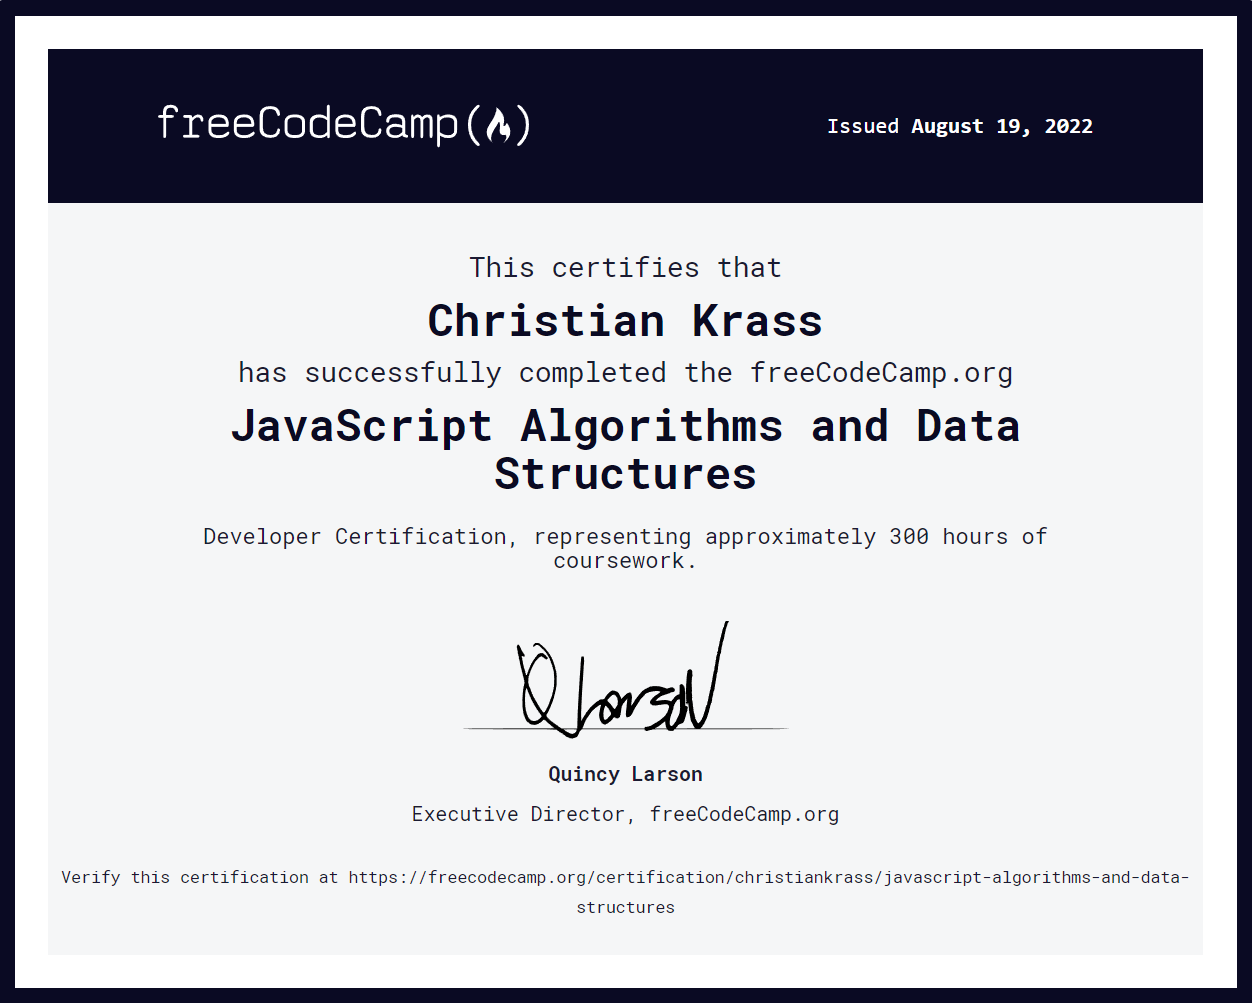 freeCodeCamp(🔥)
Issued August 19, 2022
This certifies that
Christian Krass
has successfully completed the freeCodeCamp.org
JavaScript Algorithms and Data
Structures
Developer Certification, representing approximately 300 hours of
coursework.
Q Larson
Quincy Larson
Executive Director, freeCodeCamp.org
Verify this certification at https://freecodecamp.org/certification/christiankrass/javascript-algorithms-and-data-
structures